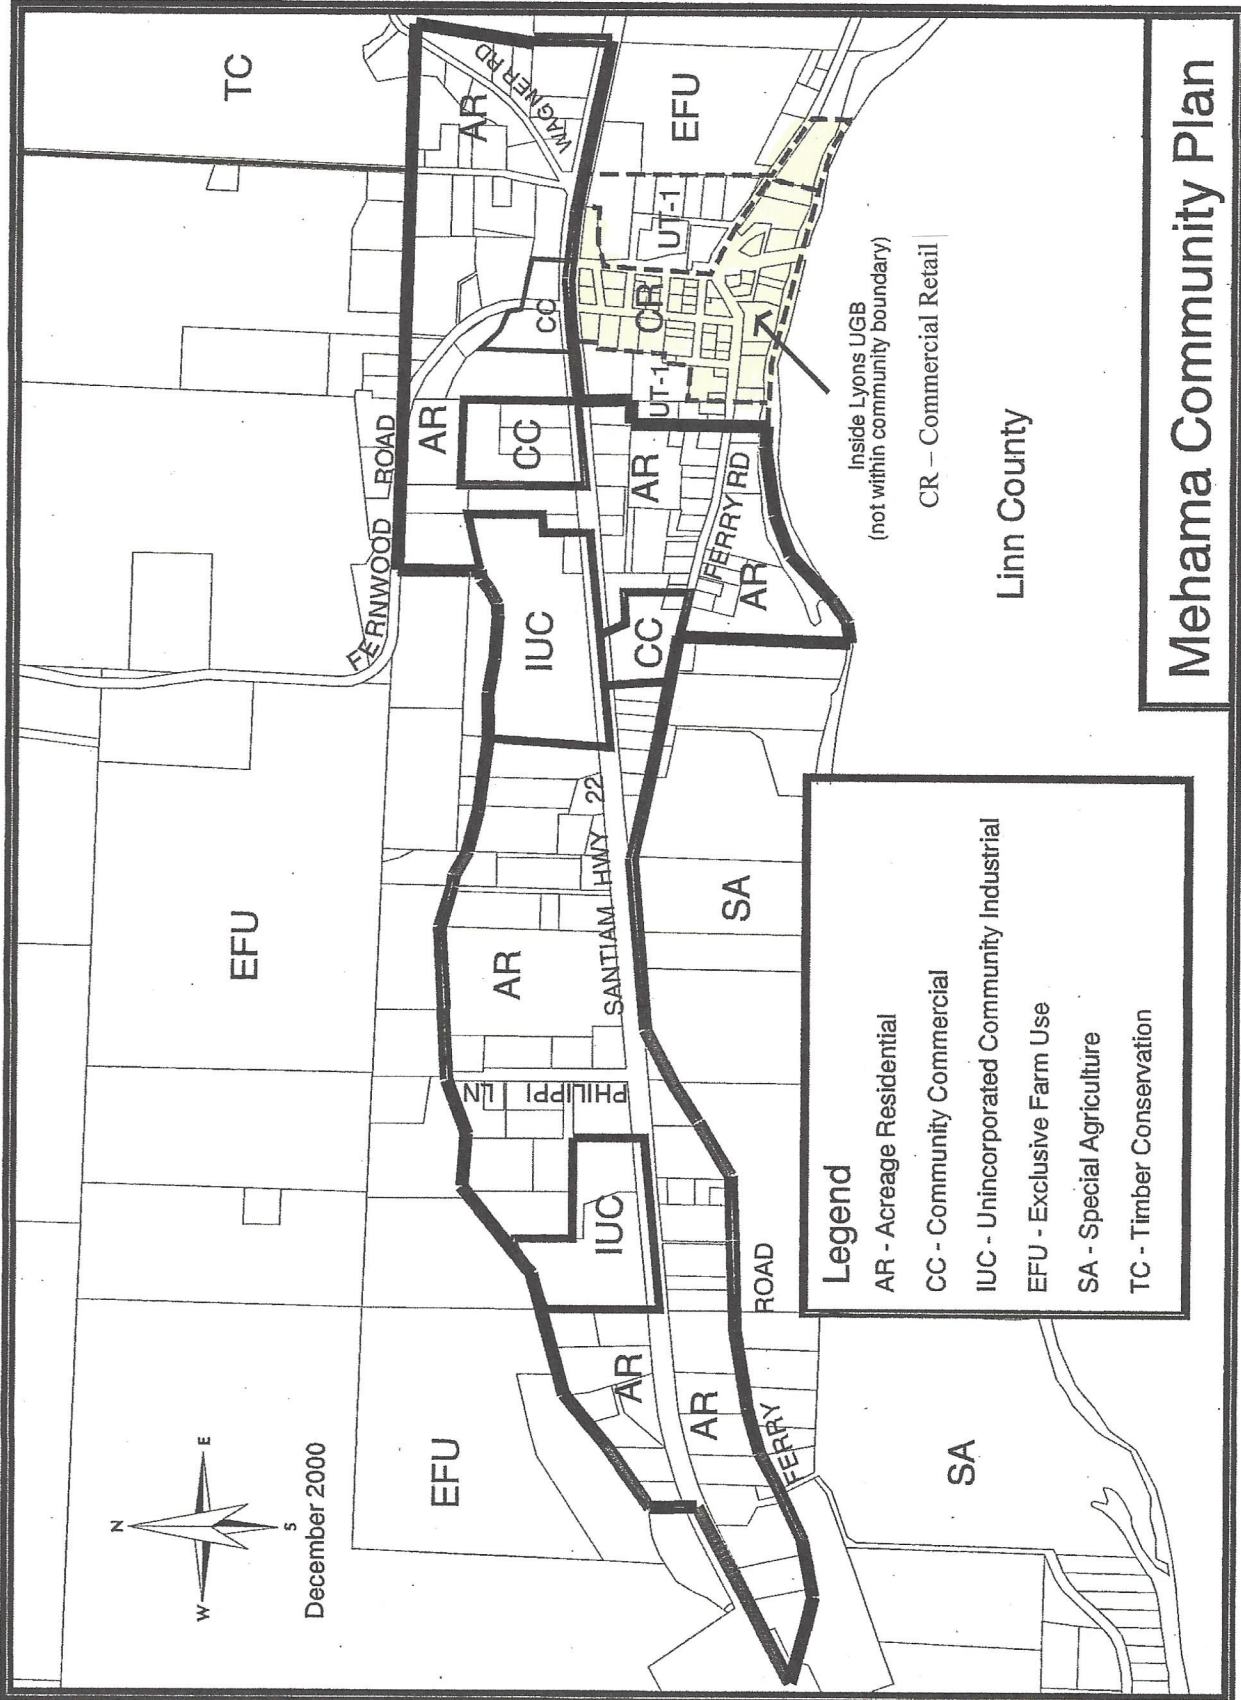 Mehama Community Plan
N
W
E
S
December 2000
TC
EFU
EFU
EFU
AR
WAGNER RD
CC
CR
UT-1
UT-1
FERNWOOD ROAD
AR
CC
AR
IUC
CC
AR
FERRY RD
SANTIAM HWY 22
AR
PHILIPPI LN
IUC
AR
AR
FERRY ROAD
SA
SA
Inside Lyons UGB
(not within community boundary)
CR – Commercial Retail
Linn County
Legend
AR - Acreage Residential
CC - Community Commercial
IUC - Unincorporated Community Industrial
EFU - Exclusive Farm Use
SA - Special Agriculture
TC - Timber Conservation